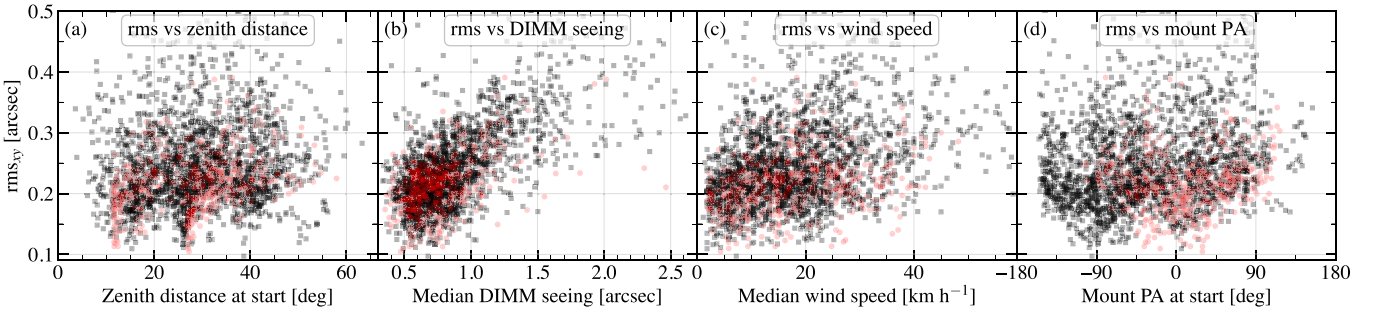 (a) rms vs zenith distance
(b) rms vs DIMM seeing
(c) rms vs wind speed
(d) rms vs mount PA
rms_xy [arcsec]
0.5
0.4
0.3
0.2
0.1
0 20 40 60
0.5 1.0 1.5 2.0 2.5
0 20 40
−180 −90 0 90 180
Zenith distance at start [deg]
Median DIMM seeing [arcsec]
Median wind speed [km h⁻¹]
Mount PA at start [deg]